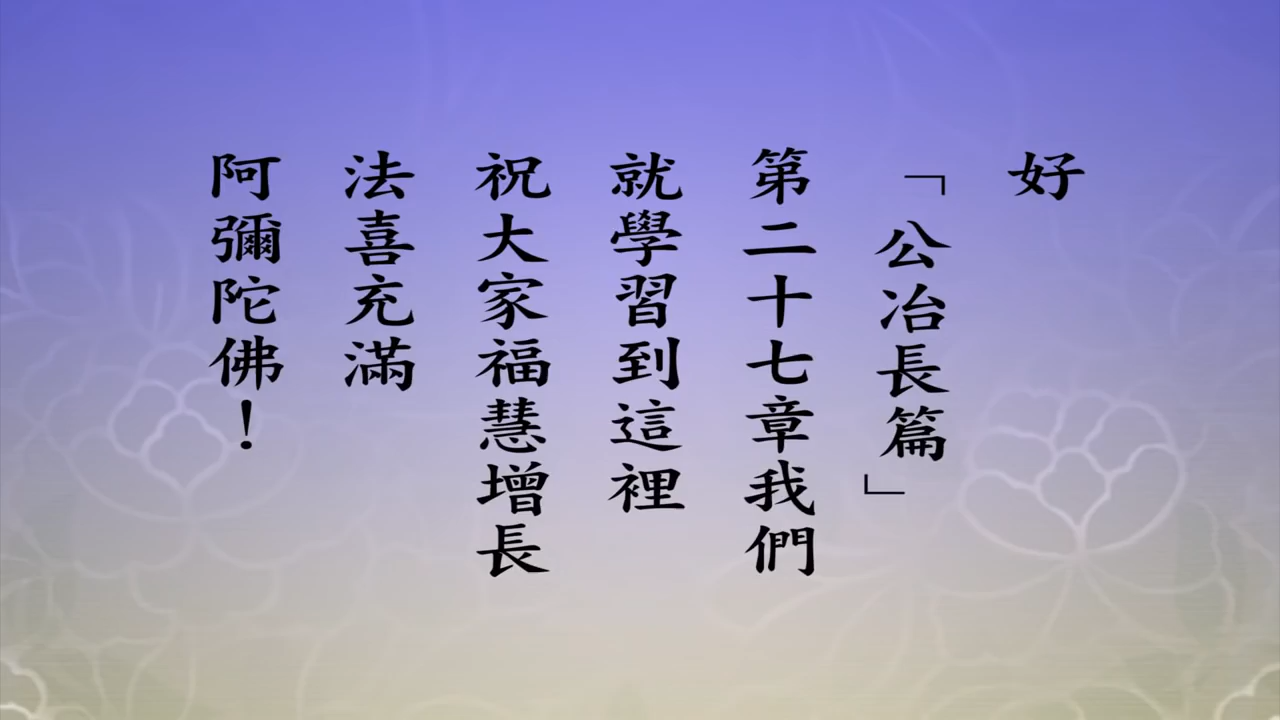 好
「公冶長篇」
第二十七章我們
就學習到這裡
祝大家福慧增長
法喜充滿
阿彌陀佛！